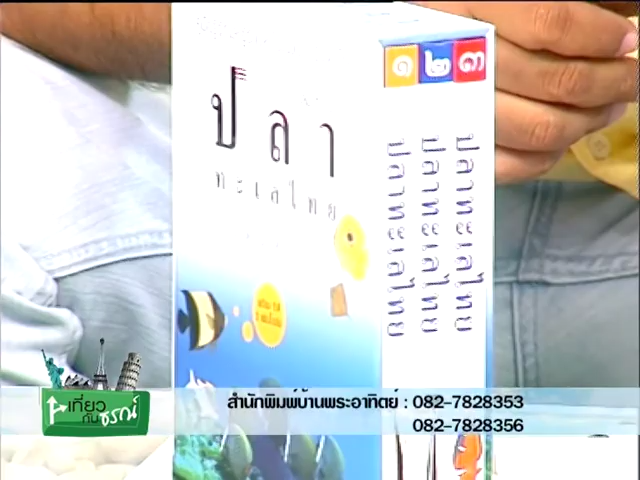 ปลา
ทะเลไทย
๑ ๒ ๓
ปลาทะเลไทย
ปลาทะเลไทย
ปลาทะเลไทย
เที่ยว
กับ ธรณ์
สำนักพิมพ์บ้านพระอาทิตย์ : 082-7828353
082-7828356